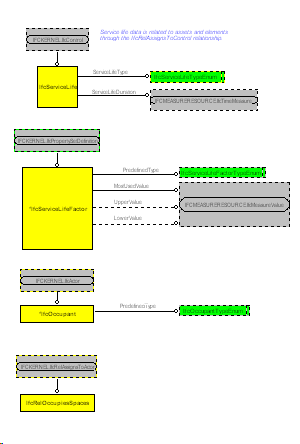 Service life data is related to assets and elements
through the IfcRelAssignsToControl relationship.
IFCKERNEL.IfcControl
IfcServiceLife
ServiceLifeType
IfcServiceLifeTypeEnum
ServiceLifeDuration
IFCMEASURERESOURCE.IfcTimeMeasure
IFCKERNEL.IfcPropertySetDefinition
*IfcServiceLifeFactor
PredefinedType
IfcServiceLifeFactorTypeEnum
MostUsedValue
UpperValue
IFCMEASURERESOURCE.IfcMeasureValue
LowerValue
IFCKERNEL.IfcActor
*IfcOccupant
PredefinedType
IfcOccupantTypeEnum
IFCKERNEL.IfcRelAssignsToActor
IfcRelOccupiesSpaces